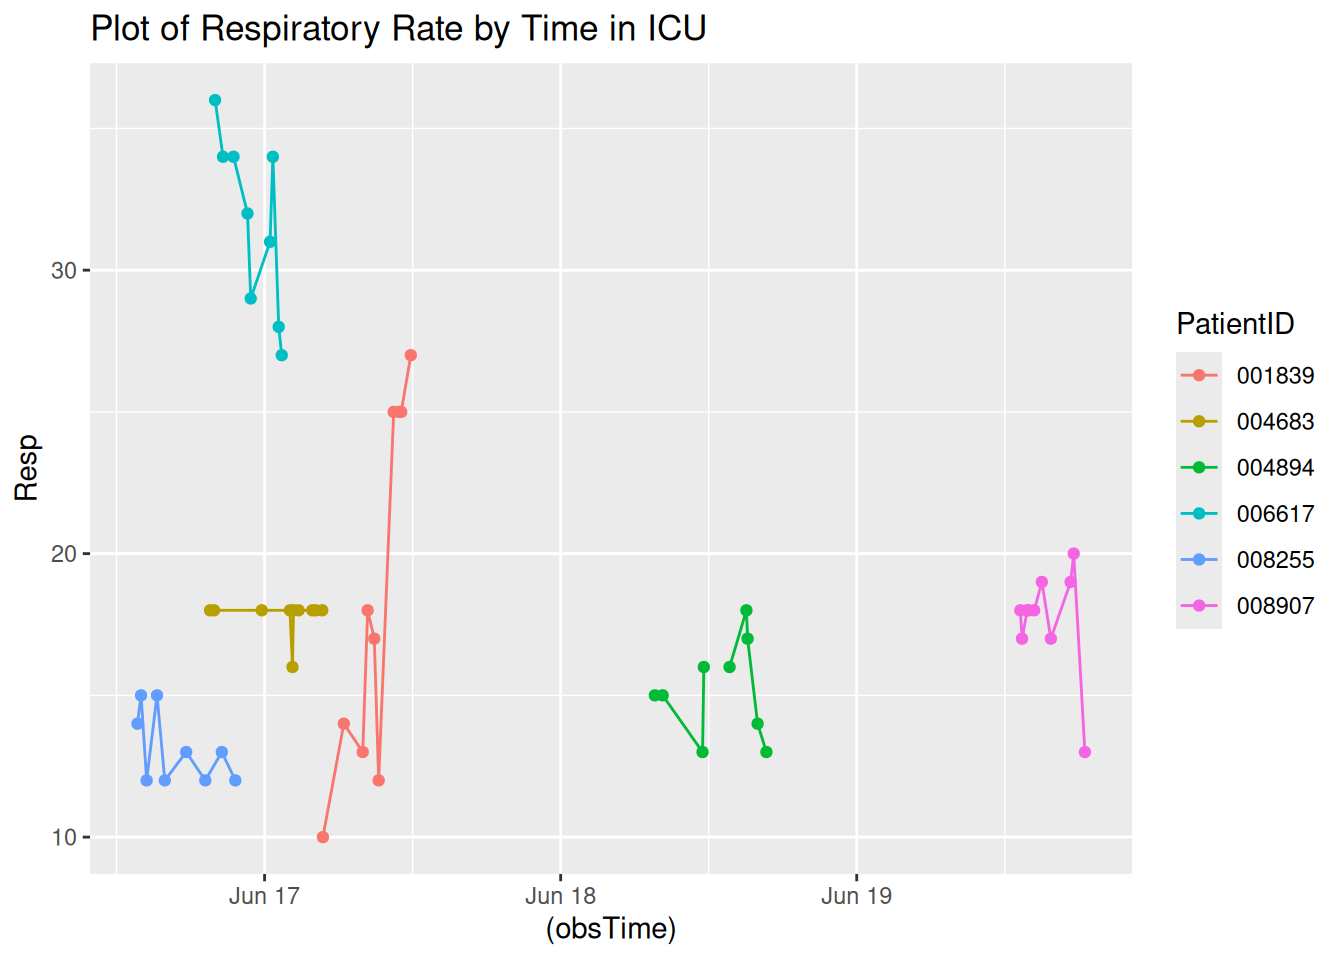 Plot of Respiratory Rate by Time in ICU
Resp
30
20
10
Jun 17
Jun 18
Jun 19
(obsTime)
PatientID
001839
004683
004894
006617
008255
008907